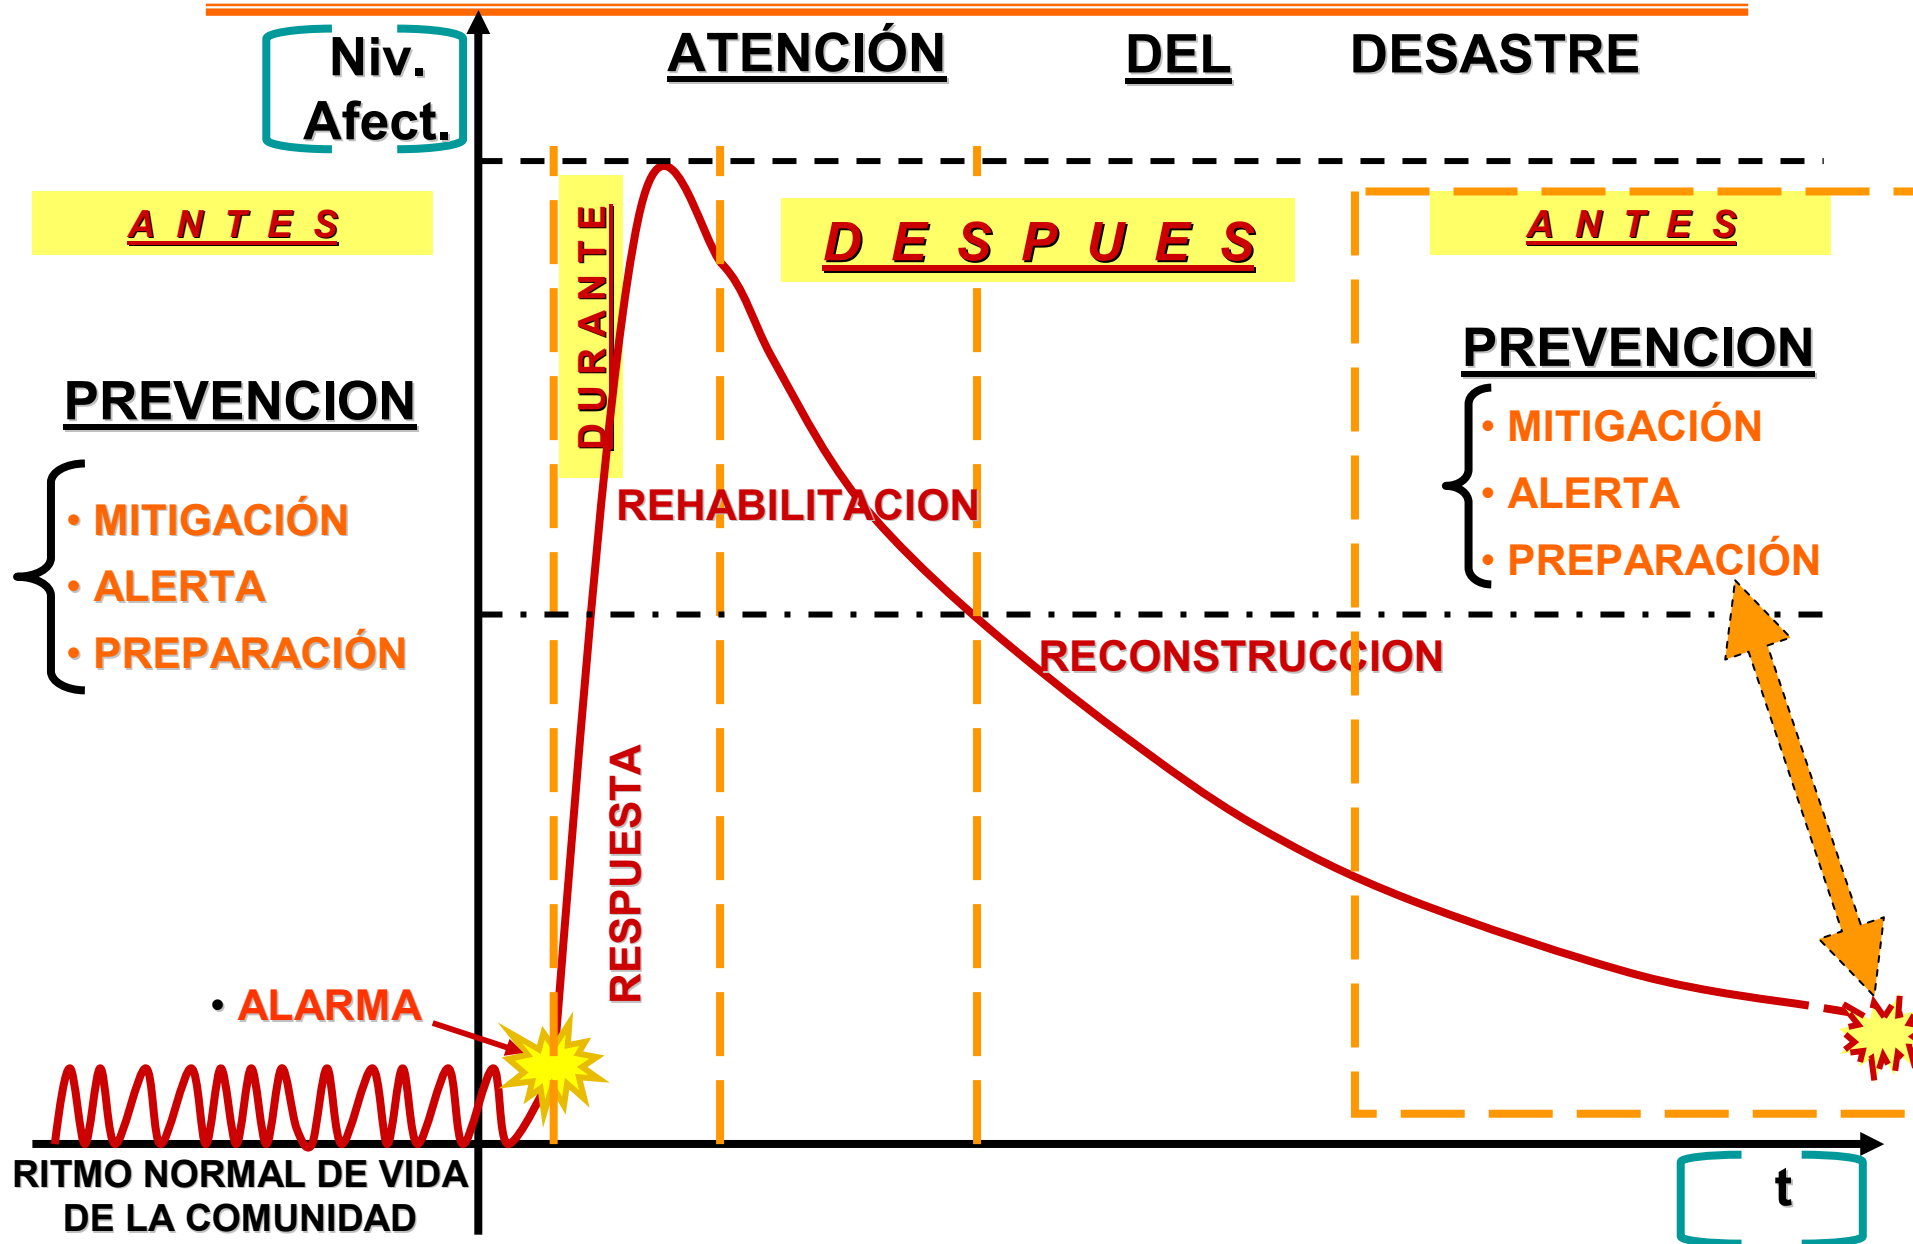 Niv.
Afect.
ATENCIÓN DEL DESASTRE
A N T E S
DURANTE
D E S P U E S
A N T E S
PREVENCION
• MITIGACIÓN
• ALERTA
• PREPARACIÓN
PREVENCION
• MITIGACIÓN
• ALERTA
• PREPARACIÓN
REHABILITACION
RECONSTRUCCION
RESPUESTA
• ALARMA
RITMO NORMAL DE VIDA
DE LA COMUNIDAD
t